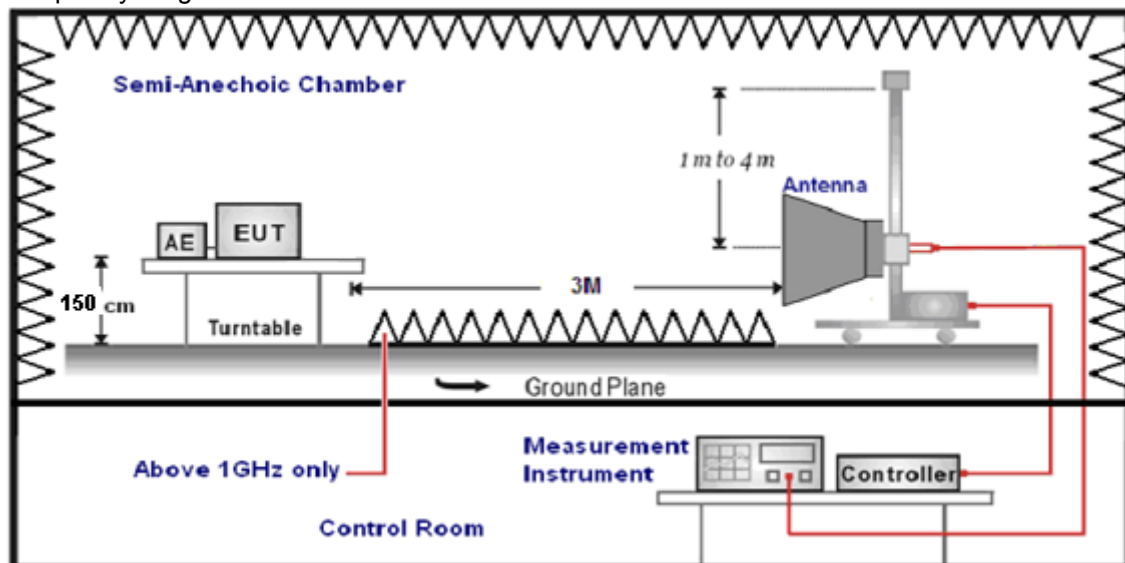 Semi-Anechoic Chamber
1 m to 4 m
Antenna
AE
EUT
150 cm
3M
Turntable
Ground Plane
Above 1GHz only
Measurement
Instrument
Controller
Control Room